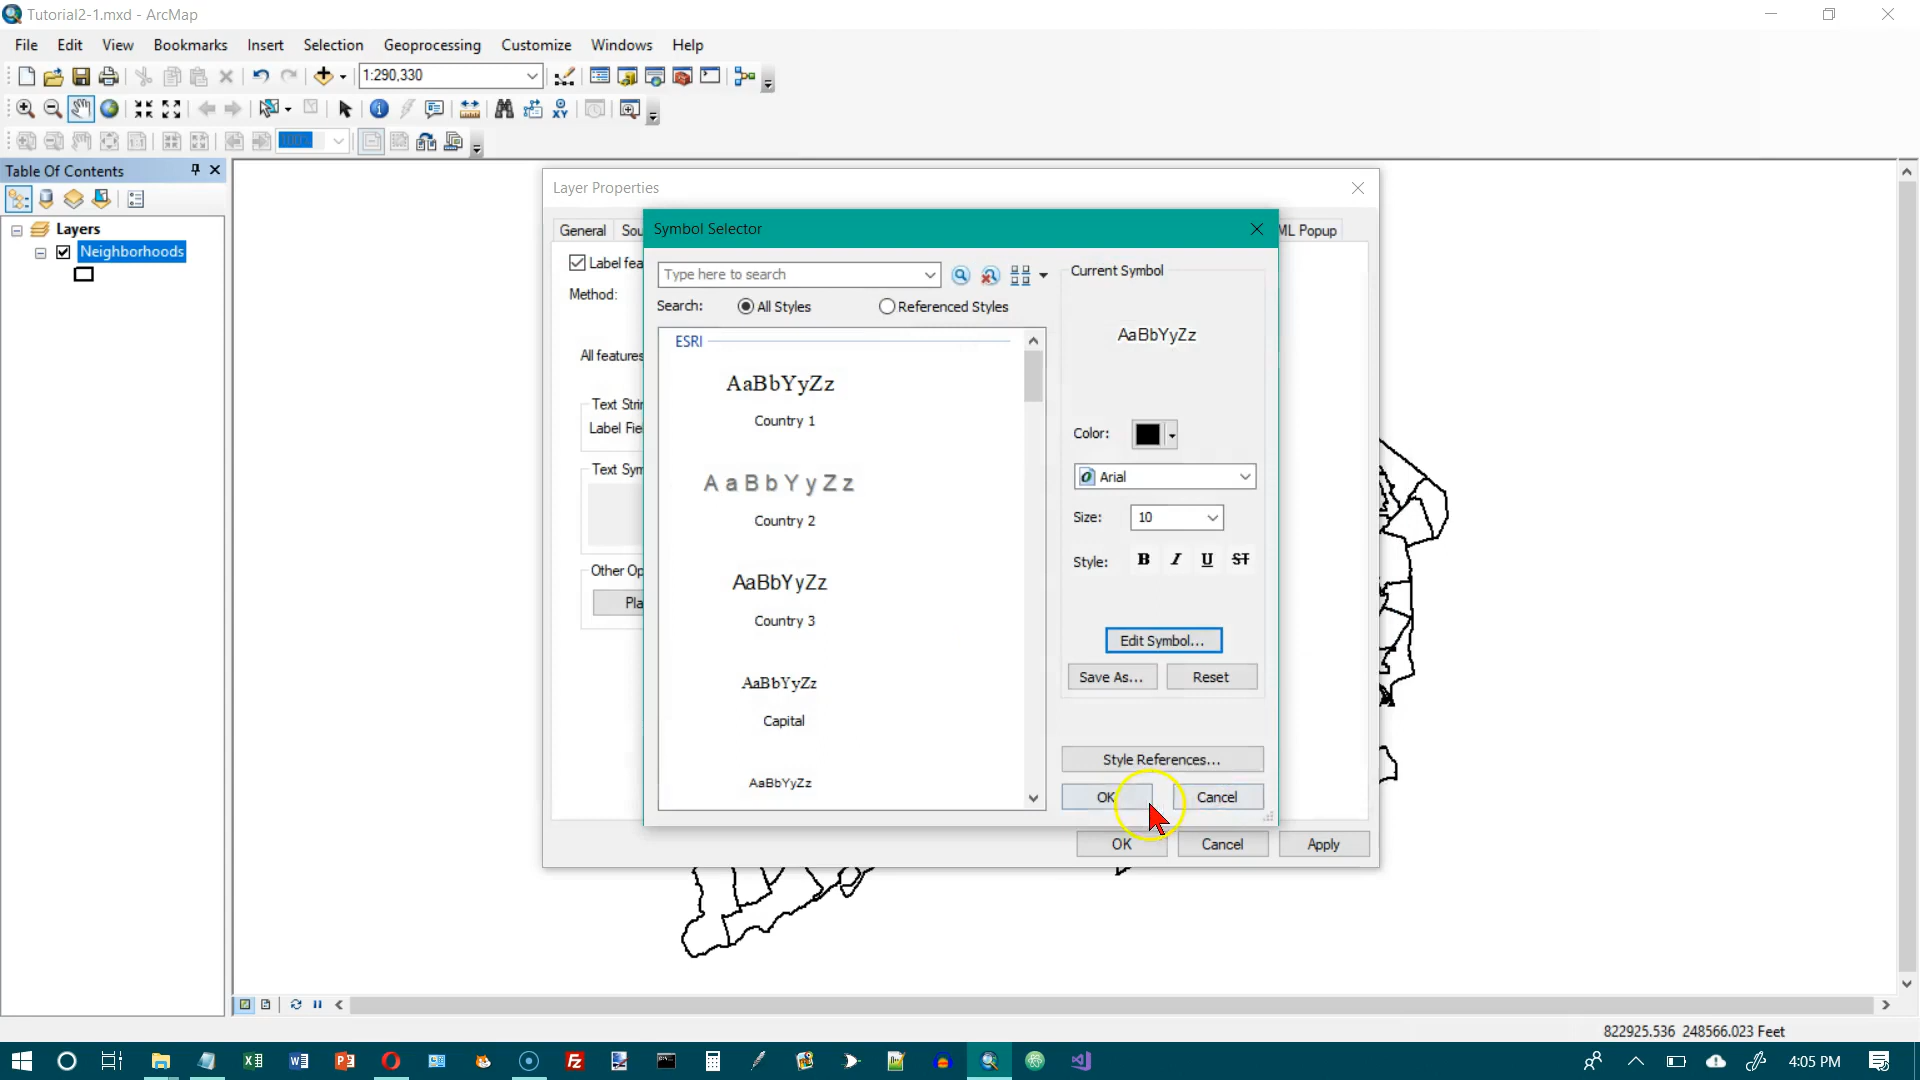 Tutorial2-1.mxd - ArcMap
File Edit View Bookmarks Insert Selection Geoprocessing Customize Windows Help
1:290,330
100%
Table Of Contents
Layers
Neighborhoods
Layer Properties
General Sou ML Popup
Label fea
Method:
All features
Text Strin
Label Fie
Text Sym
Other Op
Pla
Symbol Selector
Type here to search
Search: All Styles Referenced Styles
ESRI
AaBbYyZz
Country 1
AaBbYyZz
Country 2
AaBbYyZz
Country 3
AaBbYyZz
Capital
AaBbYyZz
Current Symbol
AaBbYyZz
Color:
Arial
Size: 10
Style: B I U ST
Edit Symbol...
Save As... Reset
Style References...
OK Cancel
OK Cancel Apply
822925.536 248566.023 Feet
4:05 PM